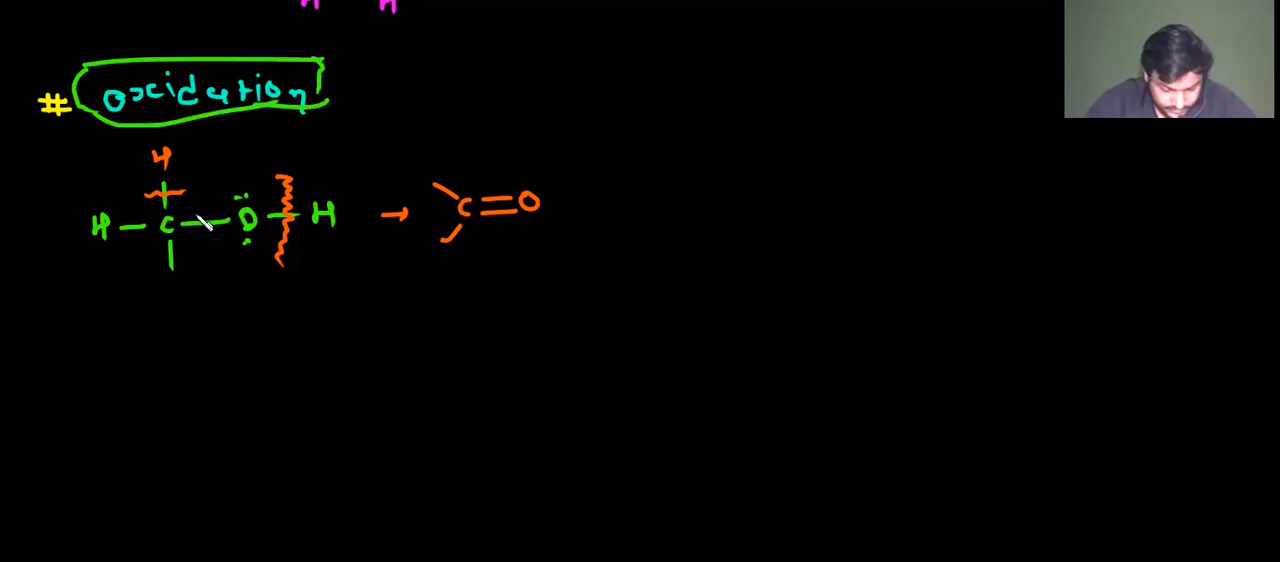 H H
# oxidation
H
H - C - O - H → C = O